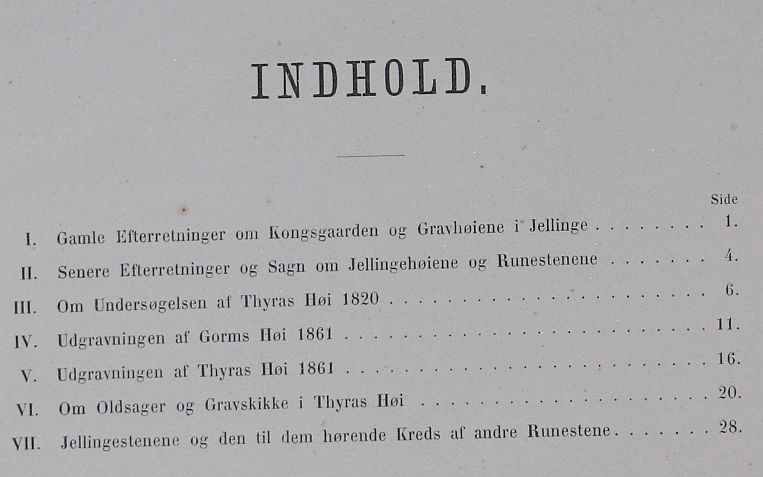 INDHOLD.
Side
I. Gamle Efterretninger om Kongsgaarden og Gravhøiene i Jellinge . . . . . . . . 1.
II. Senere Efterretninger og Sagn om Jellingehøiene og Runestenene . . . . . . . 4.
III. Om Undersøgelsen af Thyras Høi 1820 . . . . . . . . . . . . . . . . . . . . 6.
IV. Udgravningen af Gorms Høi 1861 . . . . . . . . . . . . . . . . . . . . . . 11.
V. Udgravningen af Thyras Høi 1861 . . . . . . . . . . . . . . . . . . . . . . 16.
VI. Om Oldsager og Gravskikke i Thyras Høi . . . . . . . . . . . . . . . . . . 20.
VII. Jellingestenene og den til dem hørende Kreds af andre Runestene . . . . . . . 28.